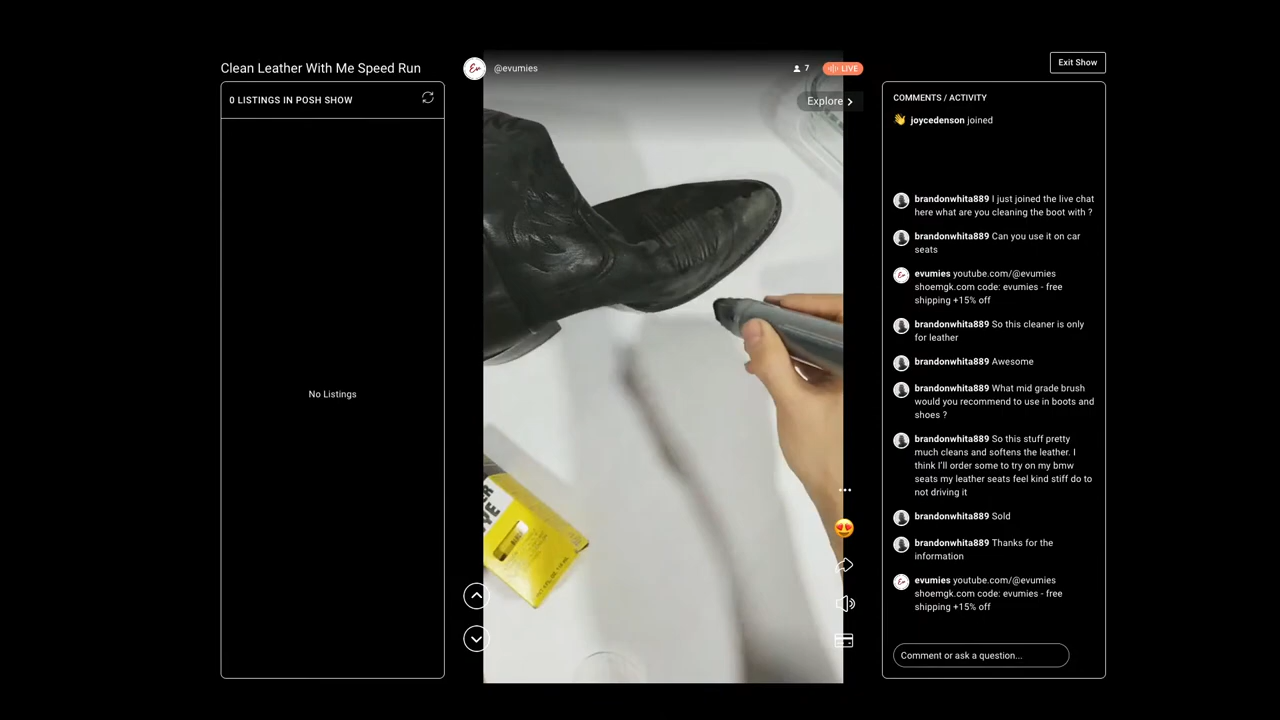 Clean Leather With Me Speed Run
0 LISTINGS IN POSH SHOW
No Listings
Ev
@evumies
7
LIVE
Explore
Exit Show
COMMENTS / ACTIVITY
joycedenson joined
brandonwhita889 I just joined the live chat
here what are you cleaning the boot with ?
brandonwhita889 Can you use it on car
seats
evumies youtube.com/@evumies
shoemgk.com code: evumies - free
shipping +15% off
brandonwhita889 So this cleaner is only
for leather
brandonwhita889 Awesome
brandonwhita889 What mid grade brush
would you recommend to use in boots and
shoes ?
brandonwhita889 So this stuff pretty
much cleans and softens the leather. I
think I'll order some to try on my bmw
seats my leather seats feel kind stiff do to
not driving it
brandonwhita889 Sold
brandonwhita889 Thanks for the
information
evumies youtube.com/@evumies
shoemgk.com code: evumies - free
shipping +15% off
Comment or ask a question...